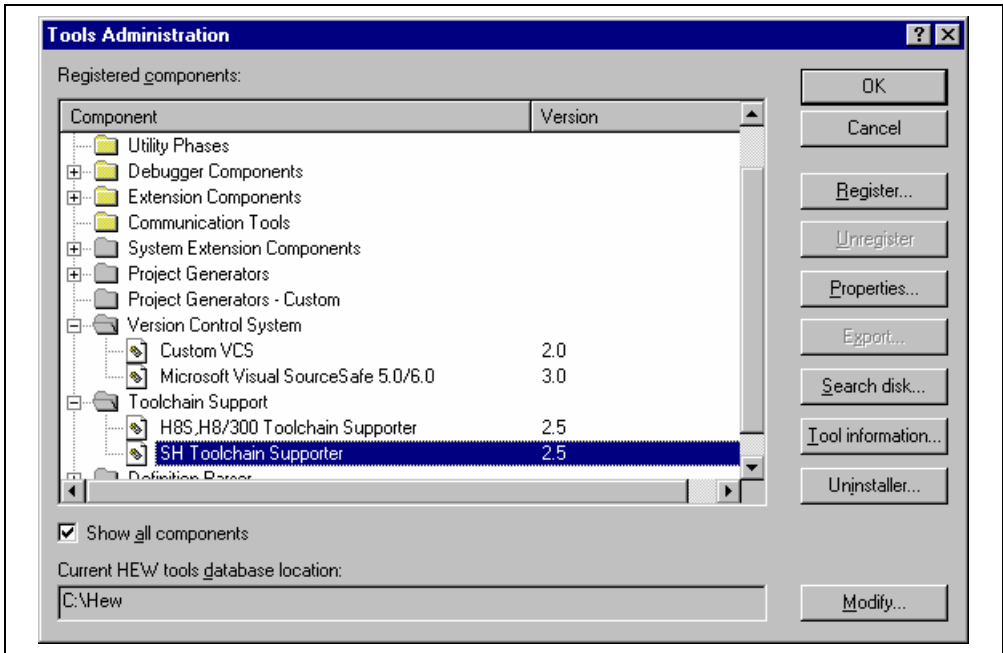 Tools Administration
Registered components:
Component Version
Utility Phases
Debugger Components
Extension Components
Communication Tools
System Extension Components
Project Generators
Project Generators - Custom
Version Control System
Custom VCS 2.0
Microsoft Visual SourceSafe 5.0/6.0 3.0
Toolchain Support
H8S,H8/300 Toolchain Supporter 2.5
SH Toolchain Supporter 2.5
Definition Parser
Show all components
Current HEW tools database location:
C:\Hew
OK
Cancel
Register...
Unregister
Properties...
Export...
Search disk...
Tool information...
Uninstaller...
Modify...